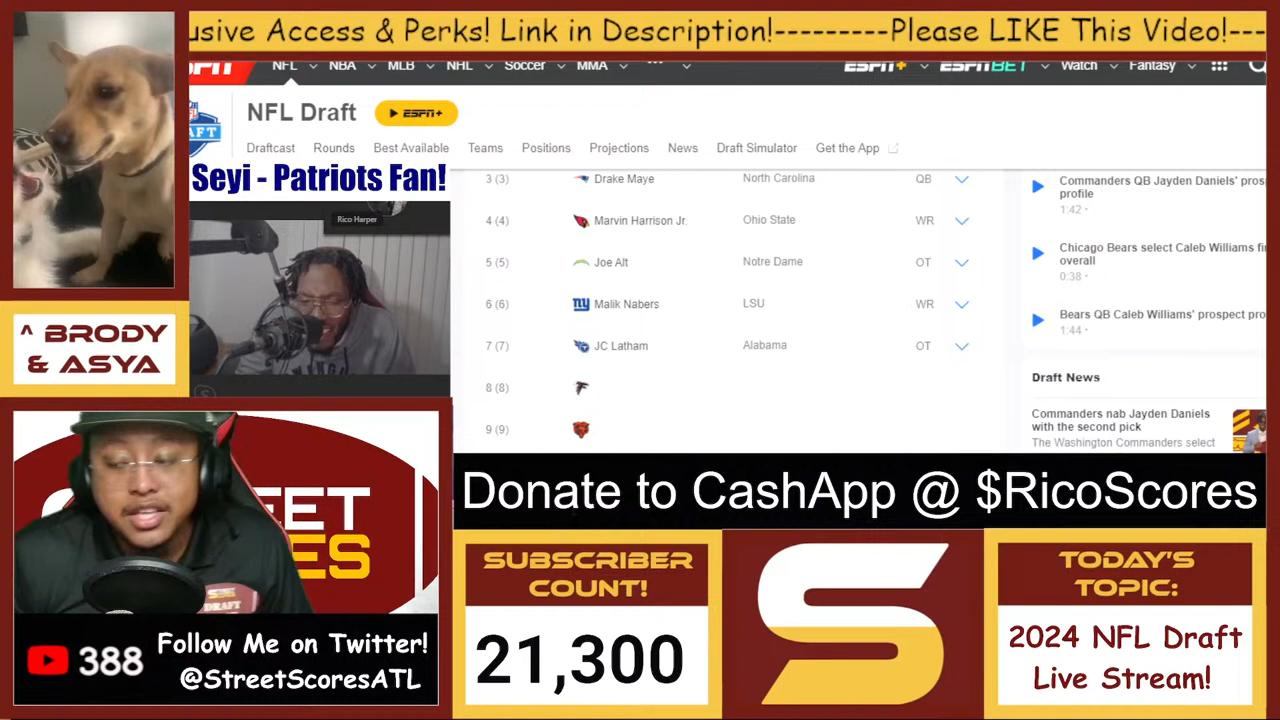 usive Access & Perks! Link in Description!---------Please LIKE This Video!---
NFL NBA MLB NHL Soccer MMA ... ESPN+ ESPN BET Watch Fantasy
NFL Draft ESPN+
Draftcast Rounds Best Available Teams Positions Projections News Draft Simulator Get the App
Seyi - Patriots Fan!
Rico Harper
3 (3) Drake Maye North Carolina QB
4 (4) Marvin Harrison Jr. Ohio State WR
5 (5) Joe Alt Notre Dame OT
6 (6) Malik Nabers LSU WR
7 (7) JC Latham Alabama OT
8 (8)
9 (9)
Commanders QB Jayden Daniels' pros
profile
1:42
Chicago Bears select Caleb Williams fi
overall
0:38
Bears QB Caleb Williams' prospect pro
1:44
Draft News
Commanders nab Jayden Daniels
with the second pick
The Washington Commanders select
^ BRODY
& ASYA
Donate to CashApp @ $RicoScores
SUBSCRIBER
COUNT!
21,300
TODAY'S
TOPIC:
2024 NFL Draft
Live Stream!
388
Follow Me on Twitter!
@StreetScoresATL